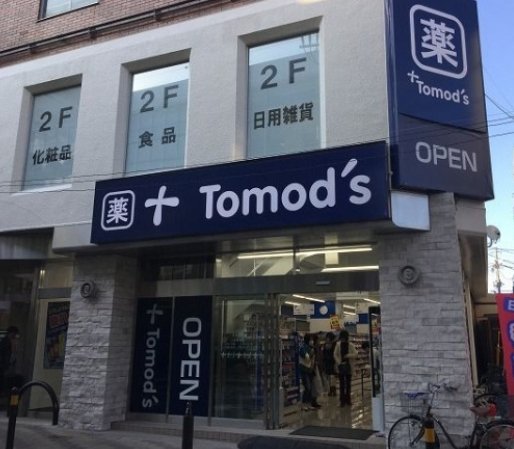 2F
化粧品
2F
食品
2F
日用雑貨
薬
+Tomod's
OPEN
薬 + Tomod's
+ Tomod's
OPEN